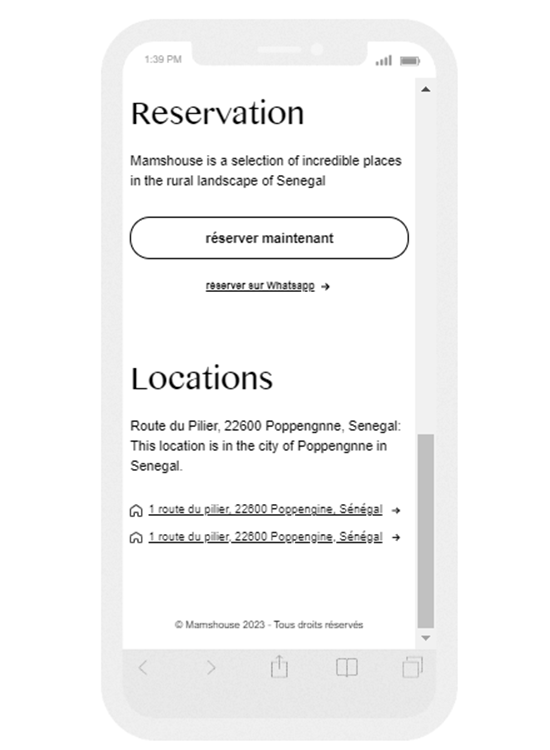 1:39 PM
Reservation
Mamshouse is a selection of incredible places
in the rural landscape of Senegal
réserver maintenant
réserver sur Whatsapp →
Locations
Route du Pilier, 22600 Poppengnne, Senegal:
This location is in the city of Poppengnne in
Senegal.
1 route du pilier, 22600 Poppengine, Sénégal →
1 route du pilier, 22600 Poppengine, Sénégal →
© Mamshouse 2023 - Tous droits réservés